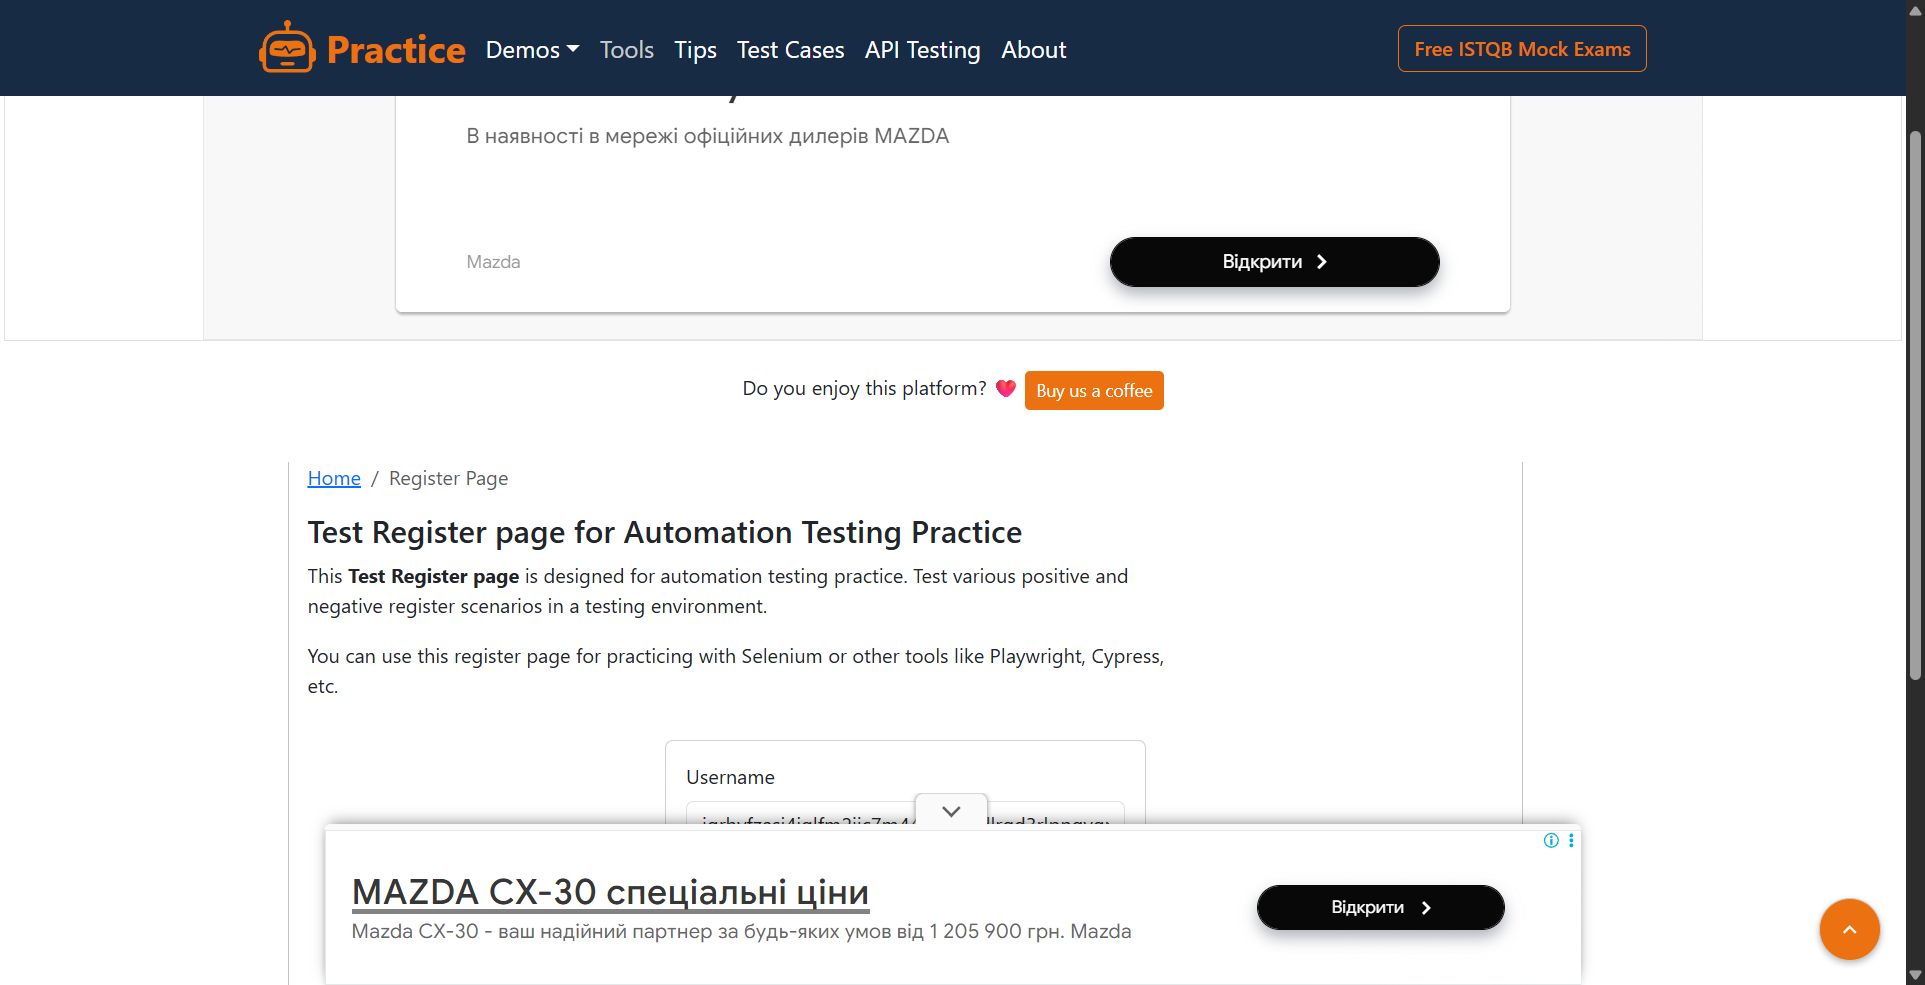 Practice
Demos
Tools
Tips
Test Cases
API Testing
About
Free ISTQB Mock Exams
В наявності в мережі офіційних дилерів MAZDA
Mazda
Відкрити
Do you enjoy this platform?
Buy us a coffee
Home / Register Page
Test Register page for Automation Testing Practice
This Test Register page is designed for automation testing practice. Test various positive and
negative register scenarios in a testing environment.
You can use this register page for practicing with Selenium or other tools like Playwright, Cypress,
etc.
Username
MAZDA CX-30 спеціальні ціни
Mazda CX-30 - ваш надійний партнер за будь-яких умов від 1 205 900 грн. Mazda
Відкрити